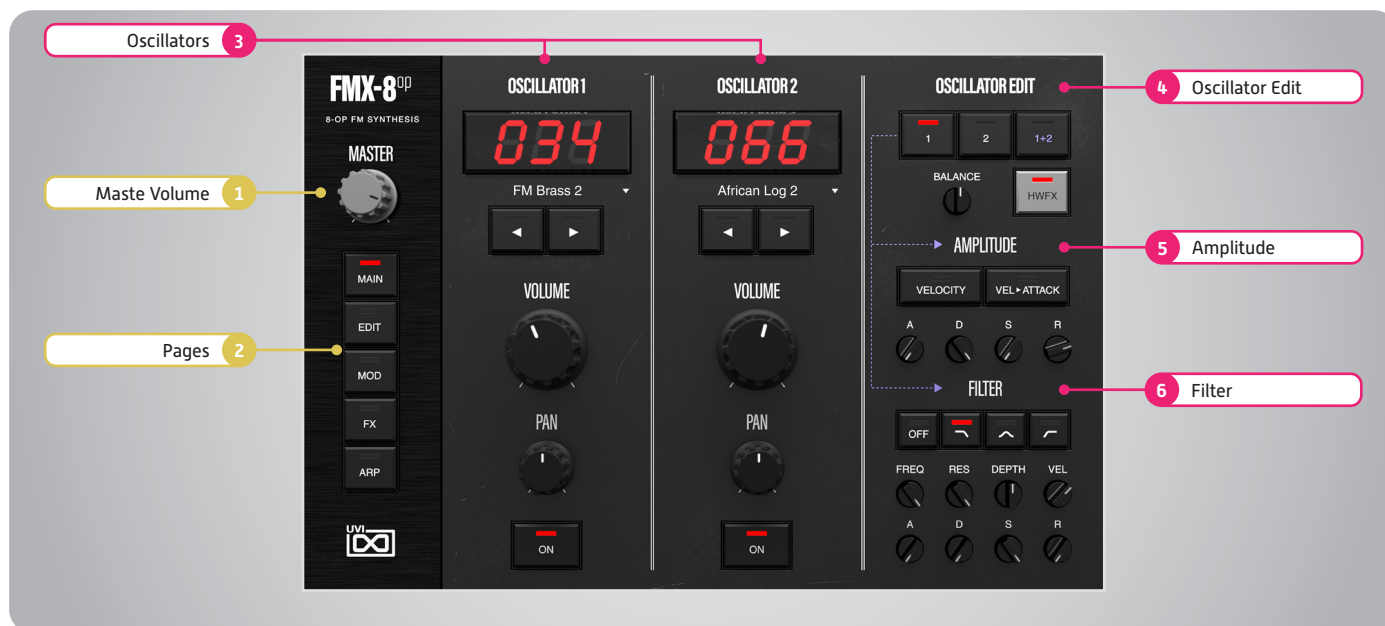 Oscillators 3
FMX-8op
8-OP FM SYNTHESIS
MASTER
Maste Volume 1
MAIN
EDIT
Pages 2
MOD
FX
ARP
UVI
OSCILLATOR 1
034
FM Brass 2
VOLUME
PAN
ON
OSCILLATOR 2
066
African Log 2
VOLUME
PAN
ON
OSCILLATOR EDIT
4 Oscillator Edit
1 2 1+2
BALANCE
HWFX
AMPLITUDE
5 Amplitude
VELOCITY VEL▸ATTACK
A D S R
FILTER
6 Filter
OFF
FREQ RES DEPTH VEL
A D S R